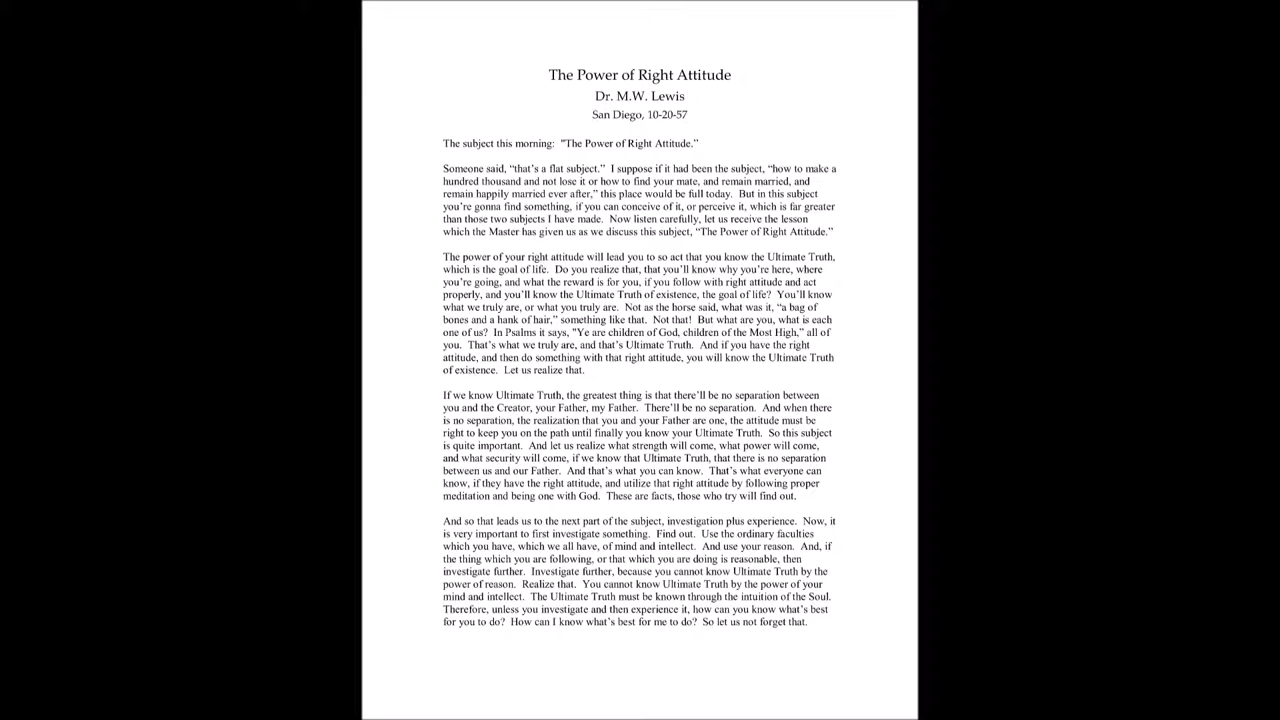 The Power of Right Attitude
Dr. M.W. Lewis
San Diego, 10-20-57
The subject this morning:  "The Power of Right Attitude."
Someone said, “that’s a flat subject.”  I suppose if it had been the subject, “how to make a
hundred thousand and not lose it or how to find your mate, and remain married, and
remain happily married ever after,” this place would be full today.  But in this subject
you’re gonna find something, if you can conceive of it, or perceive it, which is far greater
than those two subjects I have made.  Now listen carefully, let us receive the lesson
which the Master has given us as we discuss this subject, “The Power of Right Attitude.”
The power of your right attitude will lead you to so act that you know the Ultimate Truth,
which is the goal of life.  Do you realize that, that you’ll know why you’re here, where
you’re going, and what the reward is for you, if you follow with right attitude and act
properly, and you’ll know the Ultimate Truth of existence, the goal of life?  You’ll know
what we truly are, or what you truly are.  Not as the horse said, what was it, “a bag of
bones and a hank of hair,” something like that.  Not that!  But what are you, what is each
one of us?  In Psalms it says, "Ye are children of God, children of the Most High,” all of
you.  That’s what we truly are, and that’s Ultimate Truth.  And if you have the right
attitude, and then do something with that right attitude, you will know the Ultimate Truth
of existence.  Let us realize that.
If we know Ultimate Truth, the greatest thing is that there’ll be no separation between
you and the Creator, your Father, my Father.  There’ll be no separation.  And when there
is no separation, the realization that you and your Father are one, the attitude must be
right to keep you on the path until finally you know your Ultimate Truth.  So this subject
is quite important.  And let us realize what strength will come, what power will come,
and what security will come, if we know that Ultimate Truth, that there is no separation
between us and our Father.  And that’s what you can know.  That’s what everyone can
know, if they have the right attitude, and utilize that right attitude by following proper
meditation and being one with God.  These are facts, those who try will find out.
And so that leads us to the next part of the subject, investigation plus experience.  Now, it
is very important to first investigate something.  Find out.  Use the ordinary faculties
which you have, which we all have, of mind and intellect.  And use your reason.  And, if
the thing which you are following, or that which you are doing is reasonable, then
investigate further.  Investigate further, because you cannot know Ultimate Truth by the
power of reason.  Realize that.  You cannot know Ultimate Truth by the power of your
mind and intellect.  The Ultimate Truth must be known through the intuition of the Soul.
Therefore, unless you investigate and then experience it, how can you know what’s best
for you to do?  How can I know what’s best for me to do?  So let us not forget that.